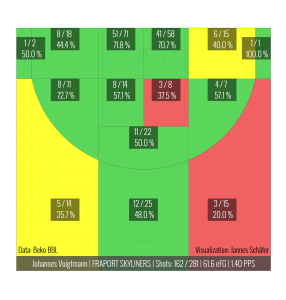 8 / 18
44.4 %
51 / 71
71.8 %
41 / 58
70.7 %
6 / 15
40.0 %
1 / 2
50.0 %
1 / 1
100.0 %
8 / 11
72.7 %
8 / 14
57.1 %
3 / 8
37.5 %
4 / 7
57.1 %
11 / 22
50.0 %
5 / 14
35.7 %
12 / 25
48.0 %
3 / 15
20.0 %
Data: Beko BBL
Visualization: Jannes Schäfer
Johannes Voigtmann | FRAPORT SKYLINERS | Shots: 162 / 281 | 61.6 eFG | 1.40 PPS